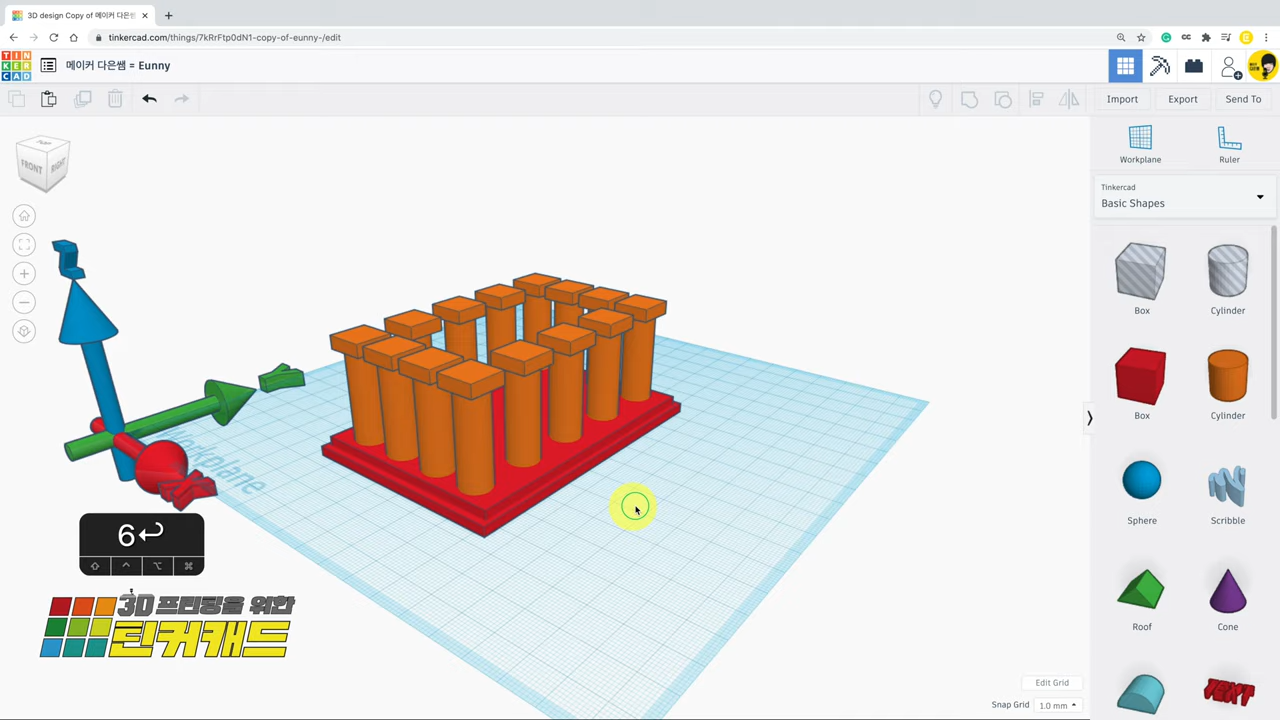 3D design Copy of 메이커 다은쌤
tinkercad.com/things/7kRrFtp0dN1-copy-of-eunny-/edit
TIN
KER
CAD
메이커 다은쌤 = Eunny
Import
Export
Send To
TOP
FRONT
RIGHT
Workplane
Ruler
Tinkercad
Basic Shapes
Box
Cylinder
Box
Cylinder
Workplane
Sphere
Scribble
6
3D 프린팅을 위한
틴커캐드
Roof
Cone
TEXT
Edit Grid
Snap Grid
1.0 mm